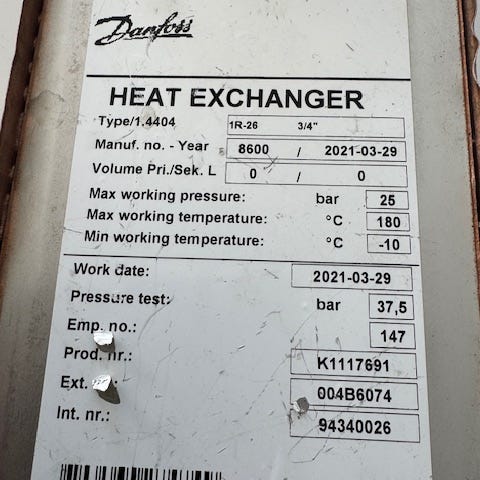 Danfoss
HEAT EXCHANGER
Type/1.4404 1R-26 3/4"
Manuf. no. - Year 8600 / 2021-03-29
Volume Pri./Sek. L 0 / 0
Max working pressure: bar 25
Max working temperature: °C 180
Min working temperature: °C -10
Work date: 2021-03-29
Pressure test: bar 37,5
Emp. no.: 147
Prod. nr.: K1117691
Ext. : 004B6074
Int. nr.: 94340026